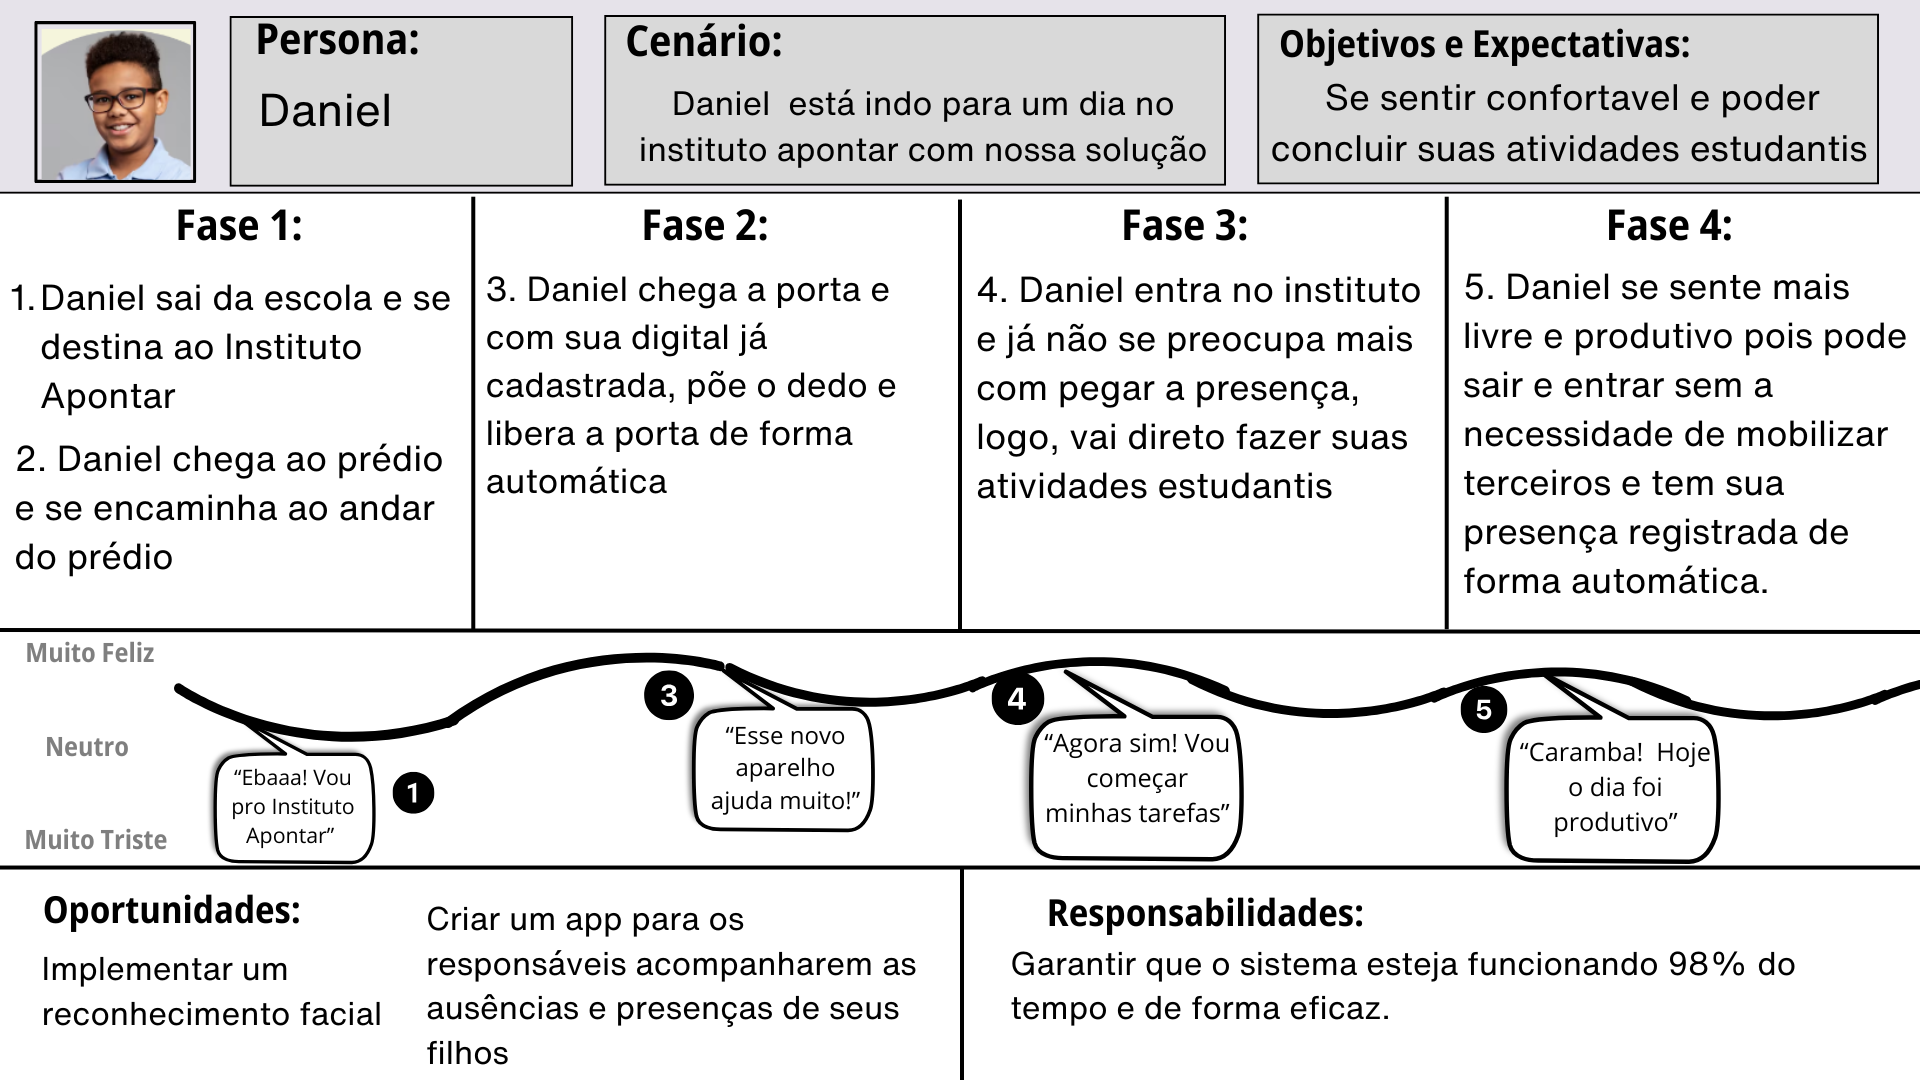 Persona:
Daniel
Cenário:
Daniel  está indo para um dia no
instituto apontar com nossa solução
Objetivos e Expectativas:
Se sentir confortavel e poder
concluir suas atividades estudantis
Fase 1:
1. Daniel sai da escola e se
destina ao Instituto
Apontar
2. Daniel chega ao prédio
e se encaminha ao andar
do prédio
Fase 2:
3. Daniel chega a porta e
com sua digital já
cadastrada, põe o dedo e
libera a porta de forma
automática
Fase 3:
4. Daniel entra no instituto
e já não se preocupa mais
com pegar a presença,
logo, vai direto fazer suas
atividades estudantis
Fase 4:
5. Daniel se sente mais
livre e produtivo pois pode
sair e entrar sem a
necessidade de mobilizar
terceiros e tem sua
presença registrada de
forma automática.
Muito Feliz
Neutro
Muito Triste
“Ebaaa! Vou
pro Instituto
Apontar”
1
3
“Esse novo
aparelho
ajuda muito!”
4
“Agora sim! Vou
começar
minhas tarefas”
5
“Caramba!  Hoje
o dia foi
produtivo”
Oportunidades:
Implementar um
reconhecimento facial
Criar um app para os
responsáveis acompanharem as
ausências e presenças de seus
filhos
Responsabilidades:
Garantir que o sistema esteja funcionando 98% do
tempo e de forma eficaz.